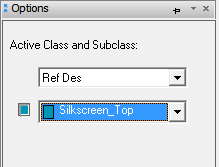 Options
Active Class and Subclass:
Ref Des
Silkscreen_Top